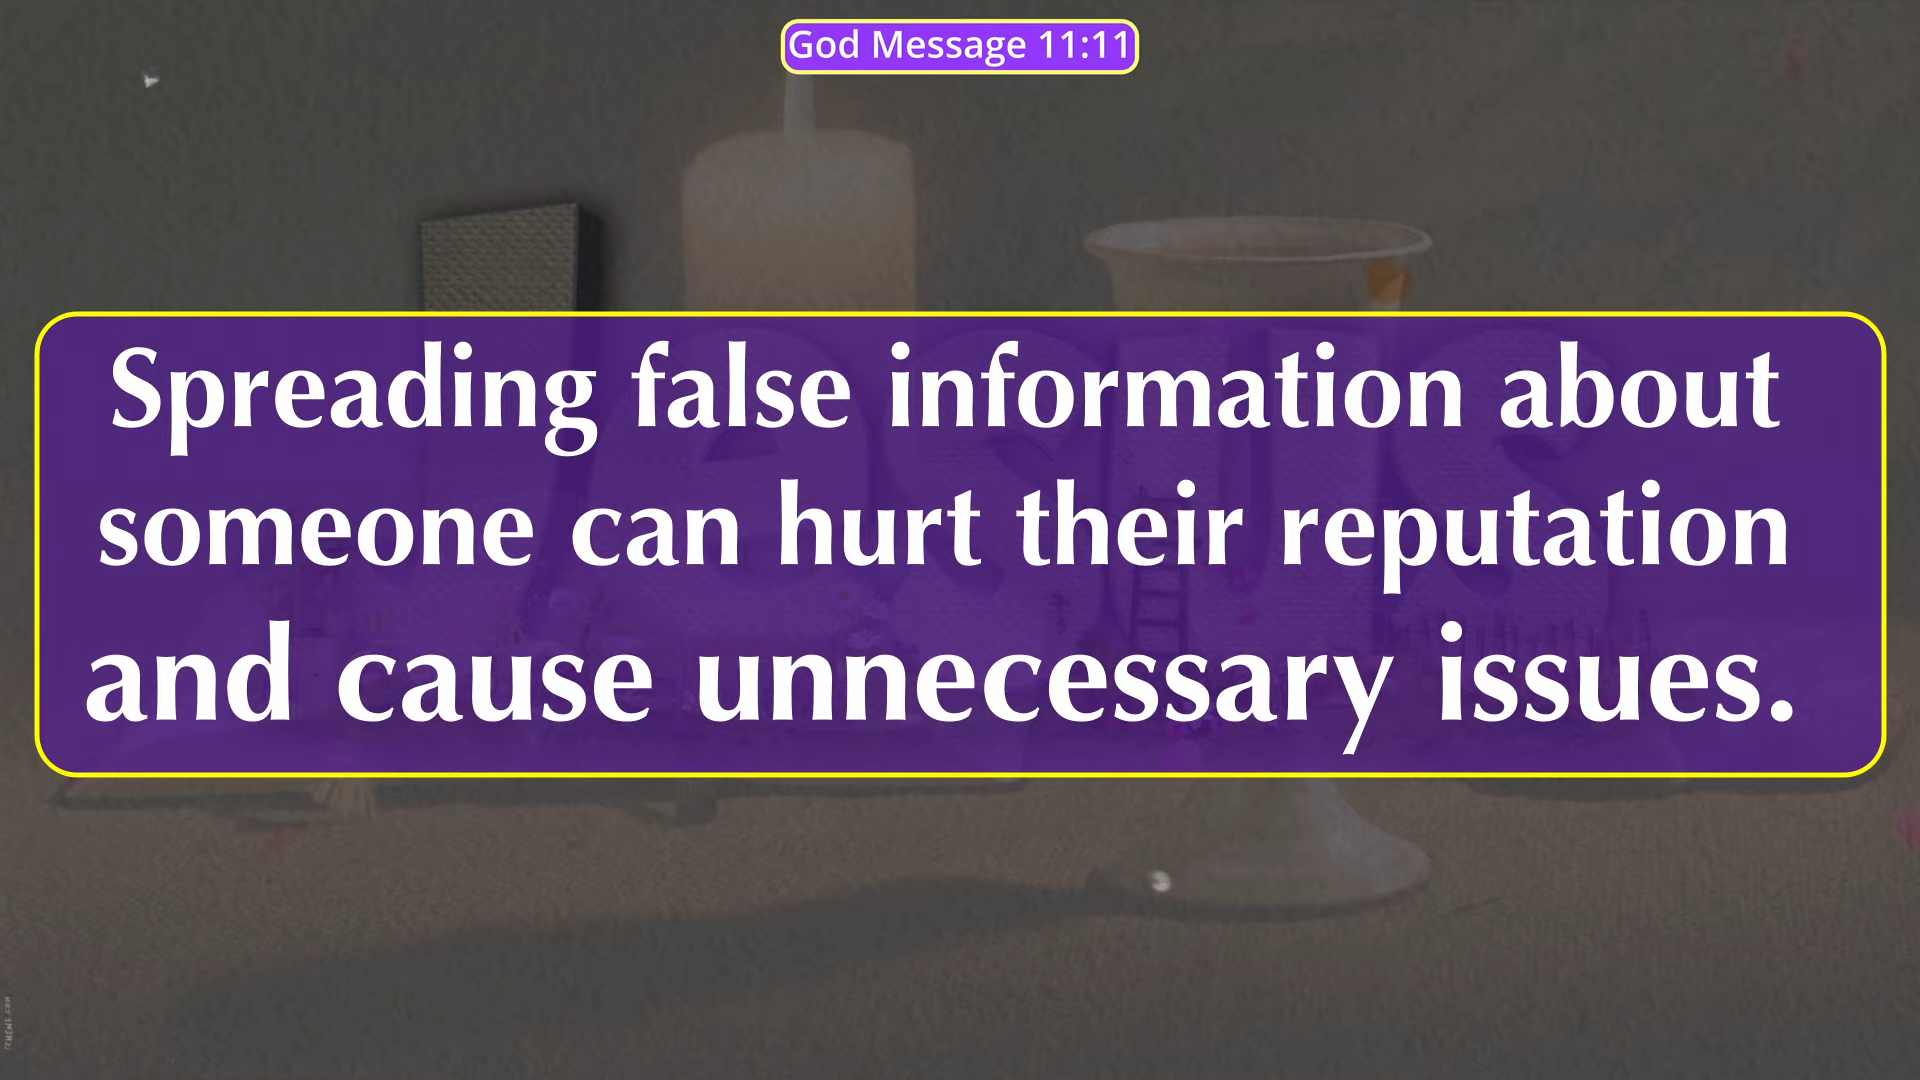 God Message 11:11
Spreading false information about
someone can hurt their reputation
and cause unnecessary issues.